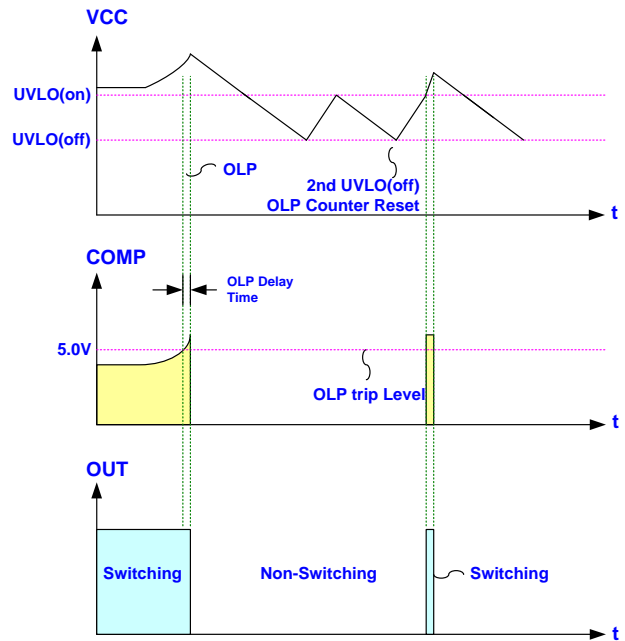 VCC
UVLO(on)
UVLO(off)
OLP
2nd UVLO(off)
OLP Counter Reset
t
COMP
OLP Delay
Time
5.0V
OLP trip Level
t
OUT
Switching
Non-Switching
Switching
t